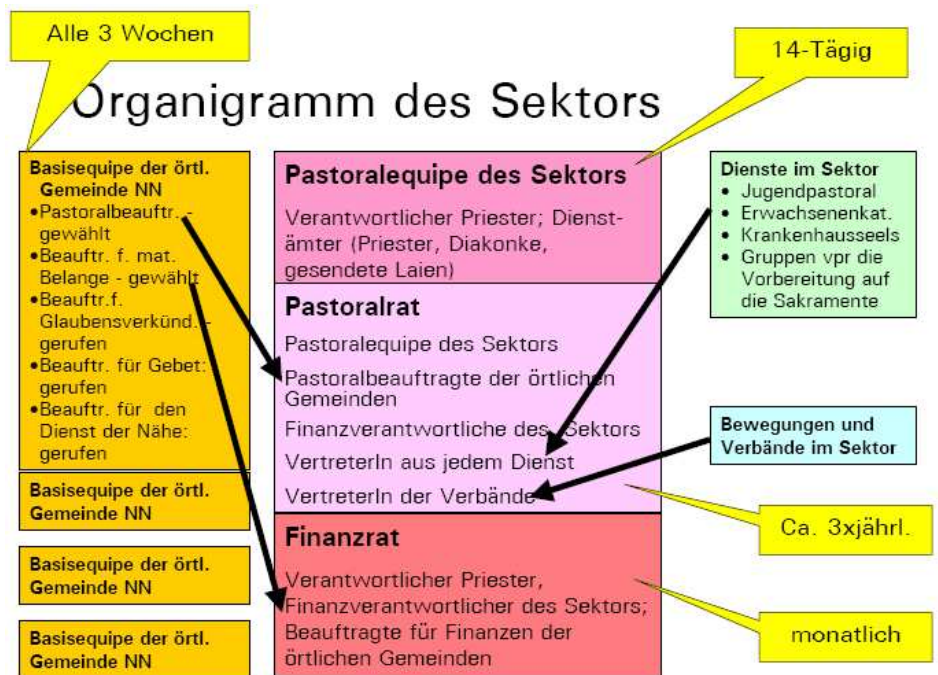 Alle 3 Wochen
14-Tägig
Organigramm des Sektors
Basisequipe der örtl.
Gemeinde NN
•Pastoralbeauftr. -
gewählt
•Beauftr. f. mat.
Belange - gewählt
•Beauftr.f.
Glaubensverkünd. -
gerufen
•Beauftr. für Gebet:
gerufen
•Beauftr. für den
Dienst der Nähe:
gerufen
Basisequipe der örtl.
Gemeinde NN
Basisequipe der örtl.
Gemeinde NN
Basisequipe der örtl.
Gemeinde NN
Pastoralequipe des Sektors
Verantwortlicher Priester; Dienst-
ämter (Priester, Diakonke,
gesendete Laien)
Pastoralrat
Pastoralequipe des Sektors
Pastoralbeauftragte der örtlichen
Gemeinden
Finanzverantwortliche des Sektors
VertreterIn aus jedem Dienst
VertreterIn der Verbände
Finanzrat
Verantwortlicher Priester,
Finanzverantwortlicher des Sektors;
Beauftragte für Finanzen der
örtlichen Gemeinden
Dienste im Sektor
• Jugendpastoral
• Erwachsenenkat.
• Krankenhausseels
• Gruppen vpr die
Vorbereitung auf
die Sakramente
Bewegungen und
Verbände im Sektor
Ca. 3xjährl.
monatlich